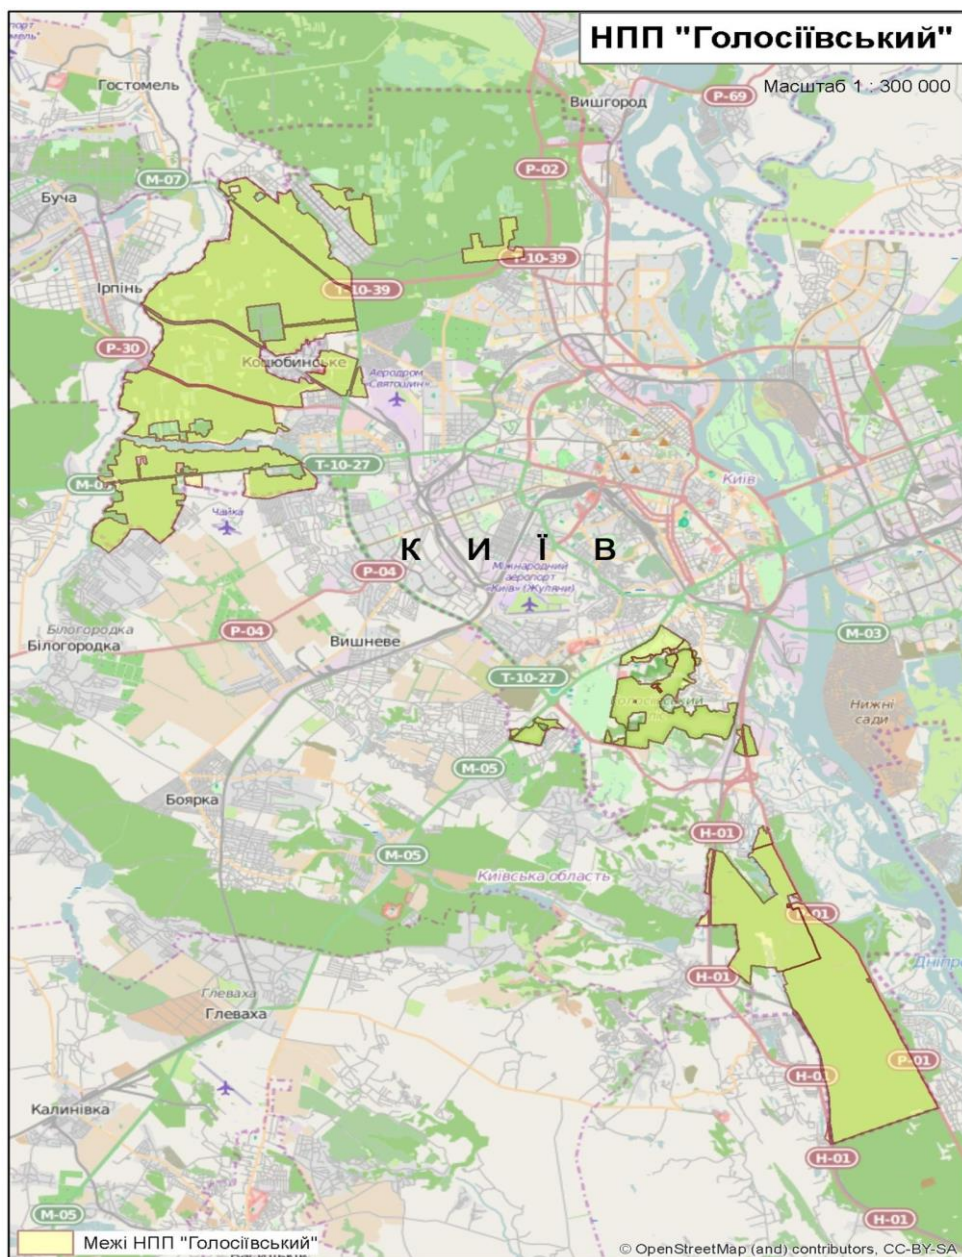 НПП "Голосіївський"
Масштаб 1 : 300 000
Гостомель
Вишгород
Р-69
Р-02
М-07
Буча
Т-10-39
Ірпінь
Т-10-39
Р-30
Коцюбинське
Аеродром
«Святошин»
Т-10-27
Київ
Чайка
К И Ї В
Міжнародний
аеропорт
«Київ» (Жуляни)
Р-04
Білогородка
Білогородка
Р-04
Вишневе
М-03
Т-10-27
Голосіївський
ліс
Нижні
сади
М-05
Боярка
Н-01
М-05
Київська область
Р-01
Н-01
Дніпро
Глеваха
Глеваха
Р-01
Н-01
Калинівка
Н-01
М-05
Н-01
Межі НПП "Голосіївський"
© OpenStreetMap (and) contributors, CC-BY-SA